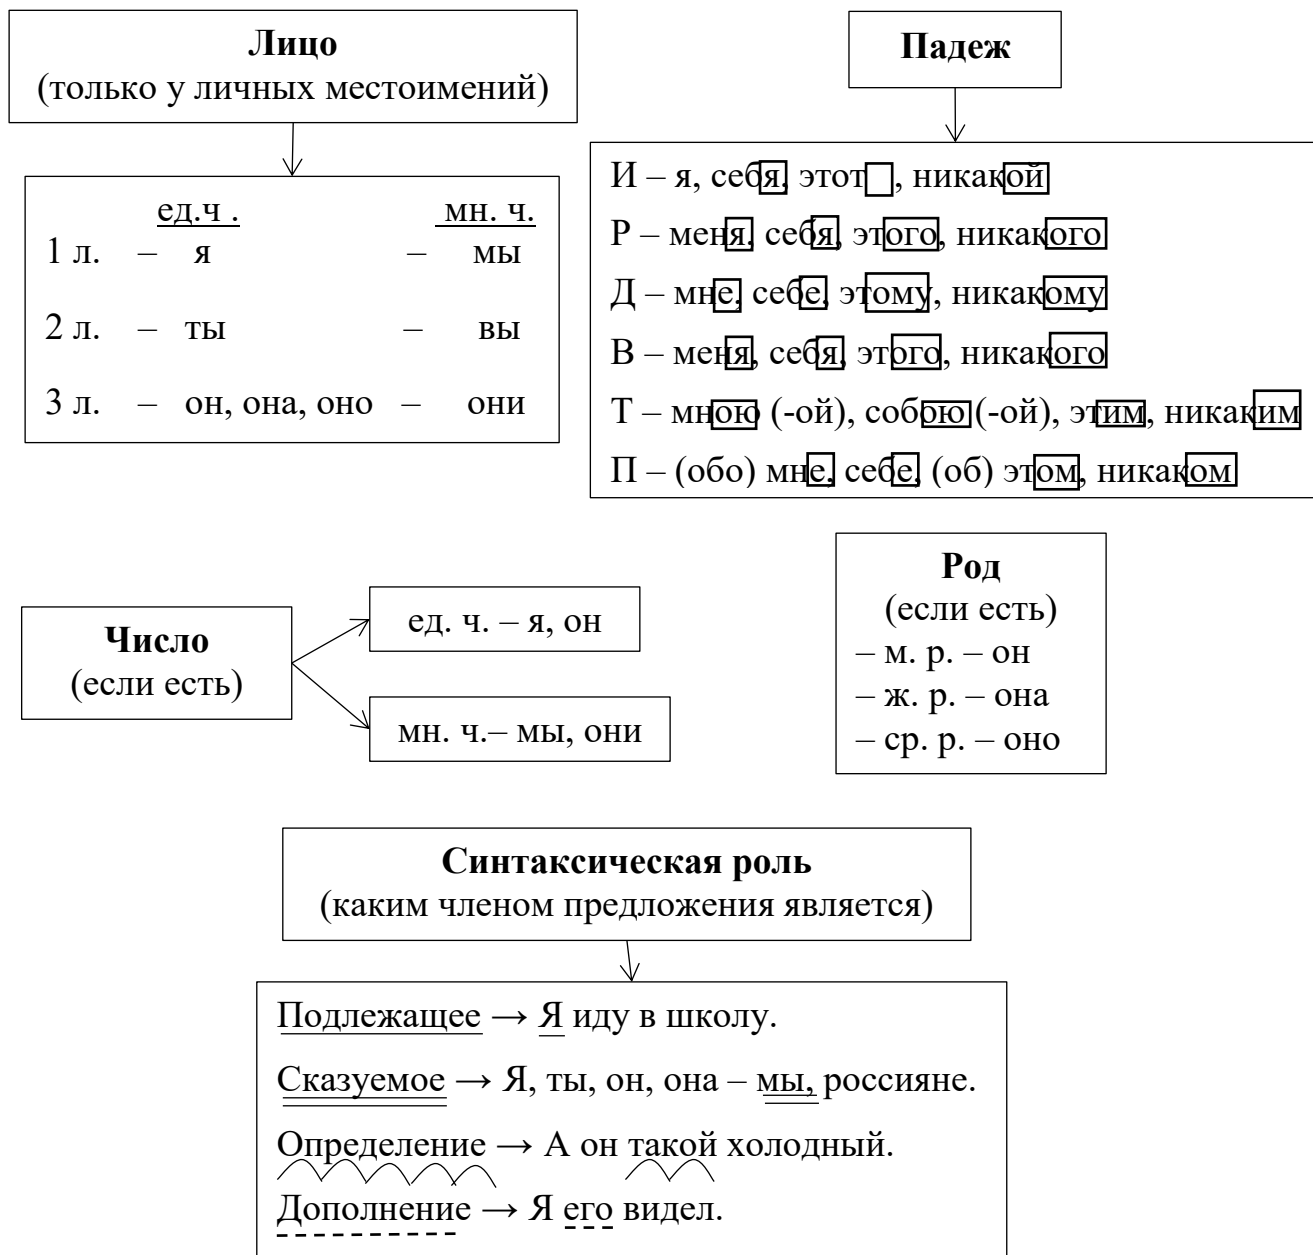 Лицо
(только у личных местоимений)
ед.ч . мн. ч.
1 л. – я – мы
2 л. – ты – вы
3 л. – он, она, оно – они
Падеж
И – я, себя, этот , никакой
Р – меня, себя, этого, никакого
Д – мне, себе, этому, никакому
В – меня, себя, этого, никакого
Т – мною (-ой), собою (-ой), этим, никаким
П – (обо) мне, себе, (об) этом, никаком
Число
(если есть)
ед. ч. – я, он
мн. ч.– мы, они
Род
(если есть)
– м. р. – он
– ж. р. – она
– ср. р. – оно
Синтаксическая роль
(каким членом предложения является)
Подлежащее → Я иду в школу.
Сказуемое → Я, ты, он, она – мы, россияне.
Определение → А он такой холодный.
Дополнение → Я его видел.